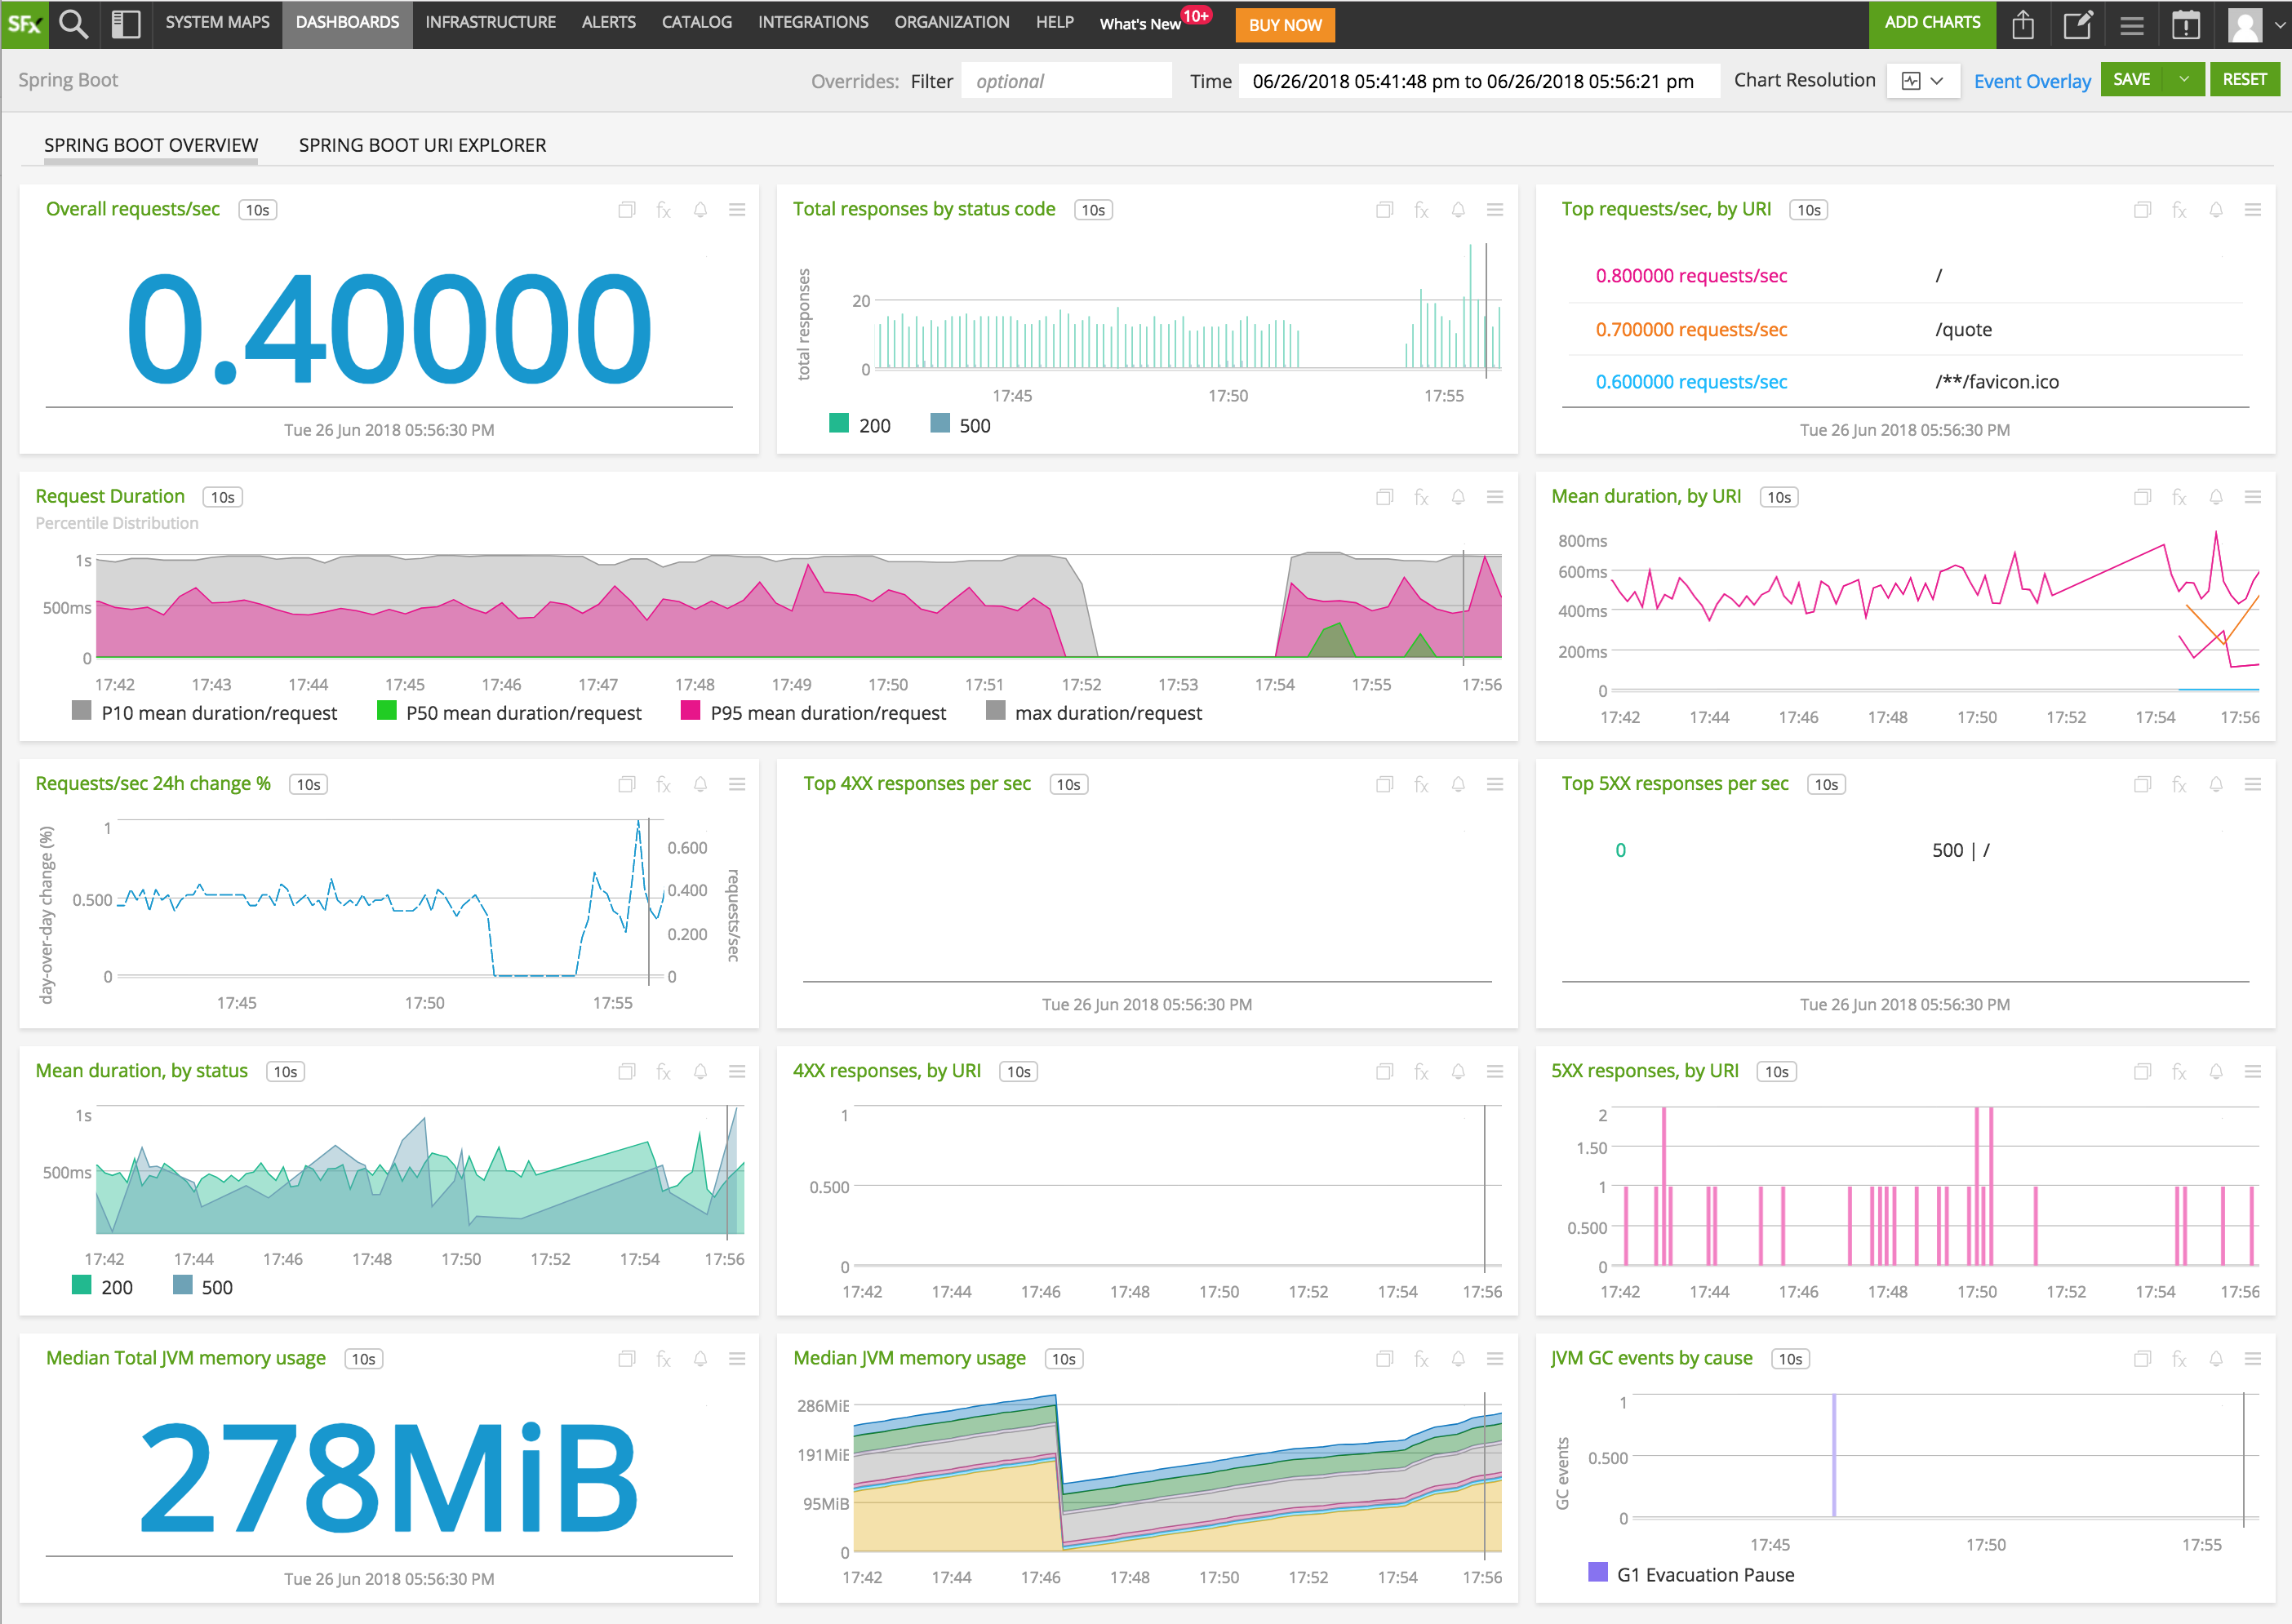 SFx SYSTEM MAPS DASHBOARDS INFRASTRUCTURE ALERTS CATALOG INTEGRATIONS ORGANIZATION HELP What's New 10+ BUY NOW ADD CHARTS
Spring Boot Overrides: Filter optional Time 06/26/2018 05:41:48 pm to 06/26/2018 05:56:21 pm Chart Resolution Event Overlay SAVE RESET
SPRING BOOT OVERVIEW SPRING BOOT URI EXPLORER
Overall requests/sec 10s
0.40000
Tue 26 Jun 2018 05:56:30 PM
Total responses by status code 10s
total responses
20
0
17:45 17:50 17:55
200 500
Top requests/sec, by URI 10s
0.800000 requests/sec /
0.700000 requests/sec /quote
0.600000 requests/sec /**/favicon.ico
Tue 26 Jun 2018 05:56:30 PM
Request Duration 10s
Percentile Distribution
1s
500ms
0
17:42 17:43 17:44 17:45 17:46 17:47 17:48 17:49 17:50 17:51 17:52 17:53 17:54 17:55 17:56
P10 mean duration/request P50 mean duration/request P95 mean duration/request max duration/request
Mean duration, by URI 10s
800ms
600ms
400ms
200ms
0
17:42 17:44 17:46 17:48 17:50 17:52 17:54 17:56
Requests/sec 24h change % 10s
day-over-day change (%)
1
0.500
0
0.600
0.400
0.200
0
requests/sec
17:45 17:50 17:55
Top 4XX responses per sec 10s
Tue 26 Jun 2018 05:56:30 PM
Top 5XX responses per sec 10s
0 500 | /
Tue 26 Jun 2018 05:56:30 PM
Mean duration, by status 10s
1s
500ms
17:42 17:44 17:46 17:48 17:50 17:52 17:54 17:56
200 500
4XX responses, by URI 10s
1
0.500
0
17:42 17:44 17:46 17:48 17:50 17:52 17:54 17:56
5XX responses, by URI 10s
2
1.50
1
0.500
0
17:42 17:44 17:46 17:48 17:50 17:52 17:54 17:56
Median Total JVM memory usage 10s
278MiB
Tue 26 Jun 2018 05:56:30 PM
Median JVM memory usage 10s
286MiB
191MiB
95MiB
0
17:42 17:44 17:46 17:48 17:50 17:52 17:54 17:56
JVM GC events by cause 10s
GC events
1
0.500
0
17:45 17:50 17:55
G1 Evacuation Pause